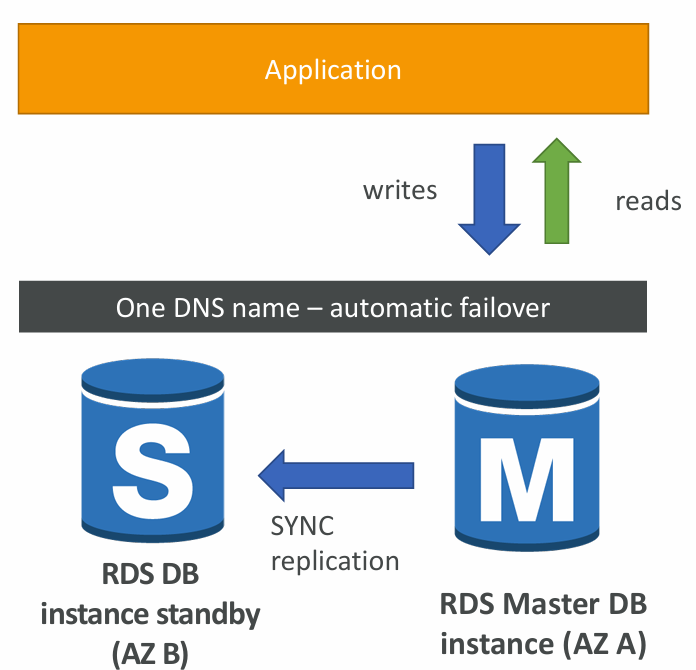 Application
writes
reads
One DNS name – automatic failover
S
M
SYNC
replication
RDS DB
instance standby
(AZ B)
RDS Master DB
instance (AZ A)